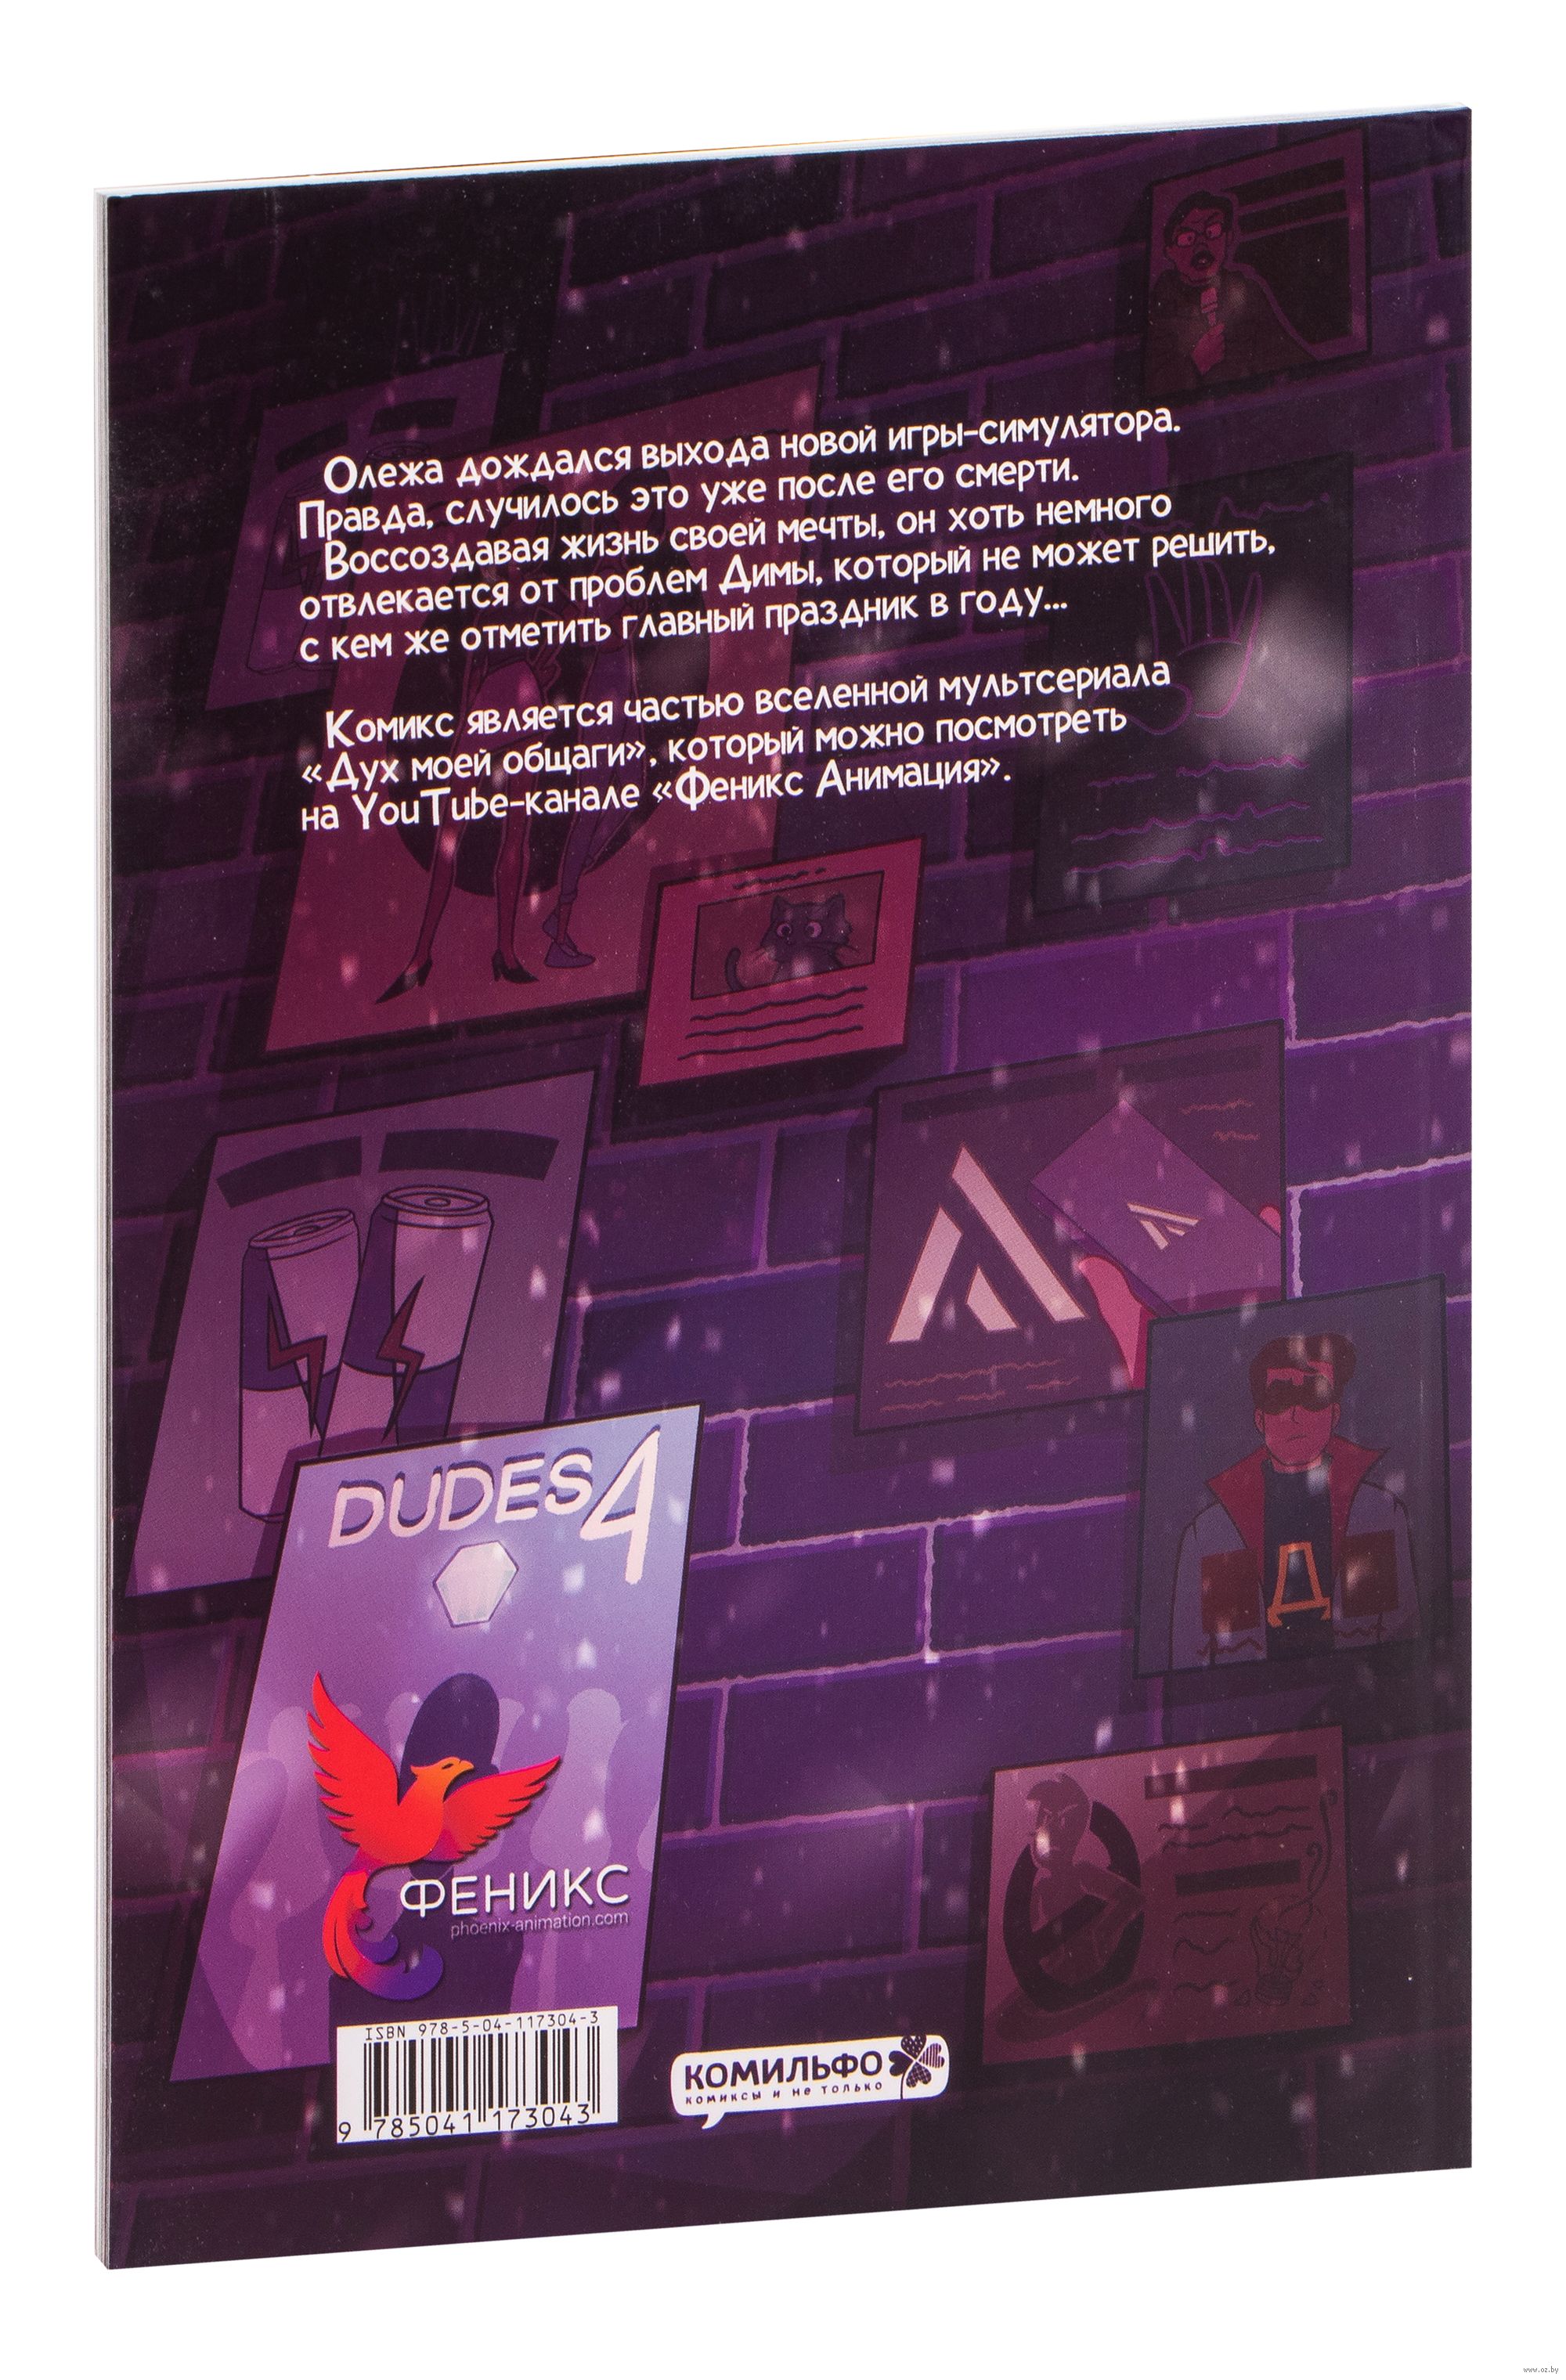 Олежа дождался выхода новой игры-симулятора.
Правда, случилось это уже после его смерти.
Воссоздавая жизнь своей мечты, он хоть немного
отвлекается от проблем Димы, который не может решить,
с кем же отметить главный праздник в году...
Комикс является частью вселенной мультсериала
«Дух моей общаги», который можно посмотреть
на YouTube-канале «Феникс Анимация».
DUDES 4
Д
ФЕНИКС
phoenix-animation.com
ISBN 978-5-04-117304-3
9 785041 173043
КОМИЛЬФО
комиксы и не только
www.oz.by